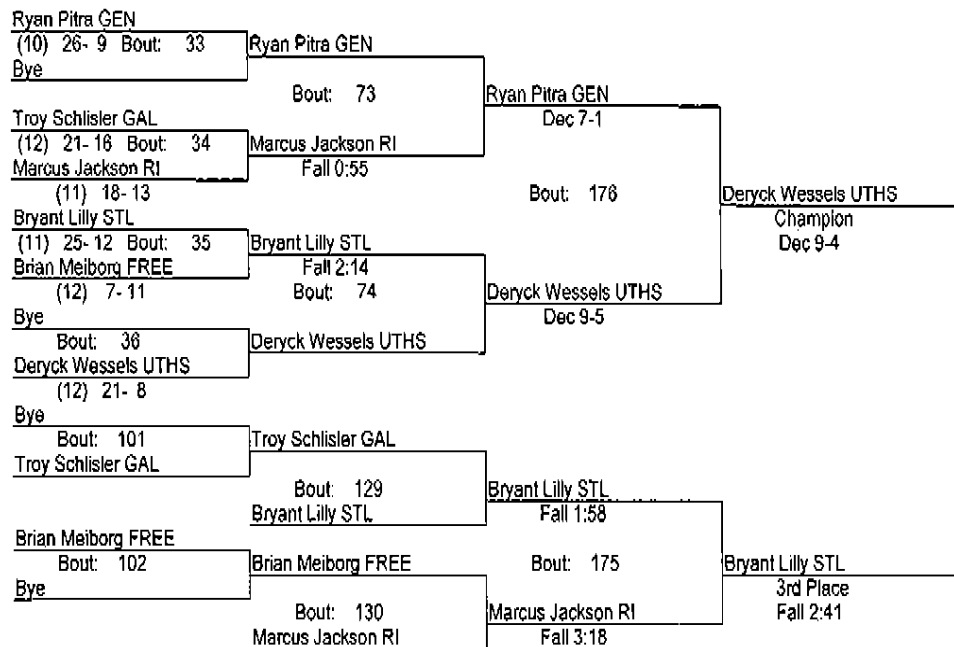 Ryan Pitra GEN
(10) 26- 9 Bout: 33 Ryan Pitra GEN
Bye
Bout: 73 Ryan Pitra GEN
Dec 7-1
Troy Schlisler GAL
(12) 21- 16 Bout: 34 Marcus Jackson RI
Marcus Jackson RI Fall 0:55
(11) 18- 13 Bout: 176 Deryck Wessels UTHS
Bryant Lilly STL Champion
(11) 25- 12 Bout: 35 Bryant Lilly STL Dec 9-4
Brian Meiborg FREE Fall 2:14
(12) 7- 11 Bout: 74 Deryck Wessels UTHS
Bye Dec 9-5
Bout: 36 Deryck Wessels UTHS
Deryck Wessels UTHS
(12) 21- 8
Bye
Bout: 101 Troy Schlisler GAL
Troy Schlisler GAL
Bout: 129 Bryant Lilly STL
Bryant Lilly STL Fall 1:58
Brian Meiborg FREE
Bout: 102 Brian Meiborg FREE Bout: 175 Bryant Lilly STL
Bye 3rd Place
Bout: 130 Marcus Jackson RI Fall 2:41
Marcus Jackson RI Fall 3:18